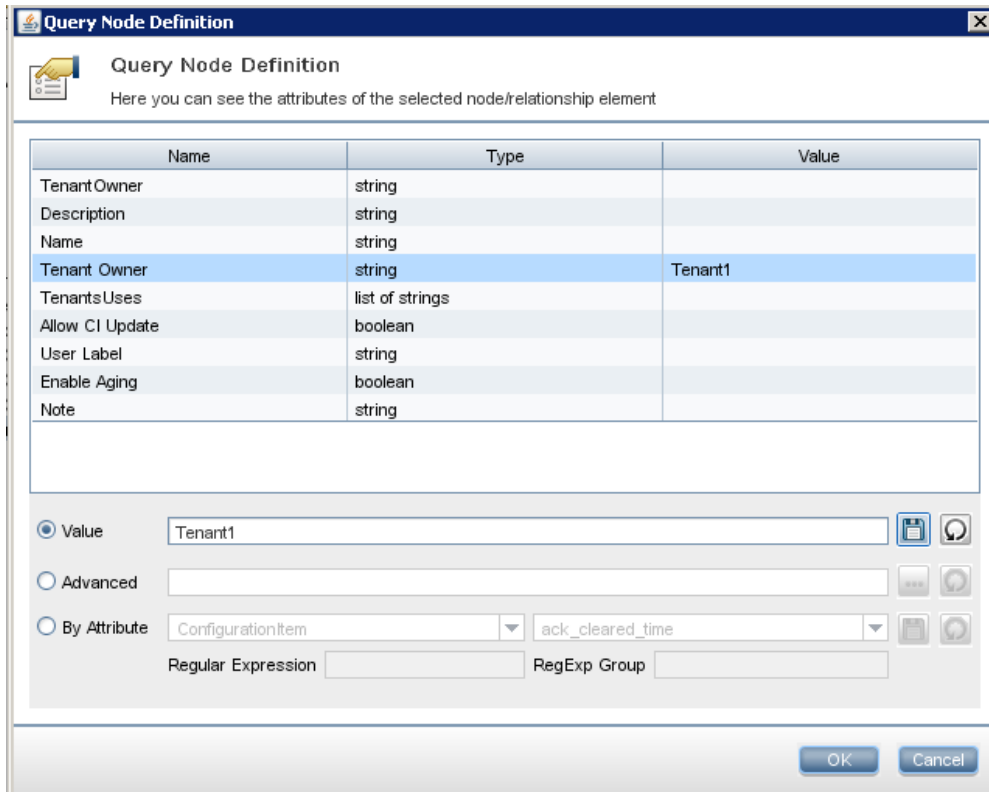 Query Node Definition
Query Node Definition
Here you can see the attributes of the selected node/relationship element
Name Type Value
TenantOwner string
Description string
Name string
Tenant Owner string Tenant1
TenantsUses list of strings
Allow CI Update boolean
User Label string
Enable Aging boolean
Note string
Value Tenant1
Advanced ...
By Attribute ConfigurationItem ack_cleared_time
Regular Expression RegExp Group
OK Cancel